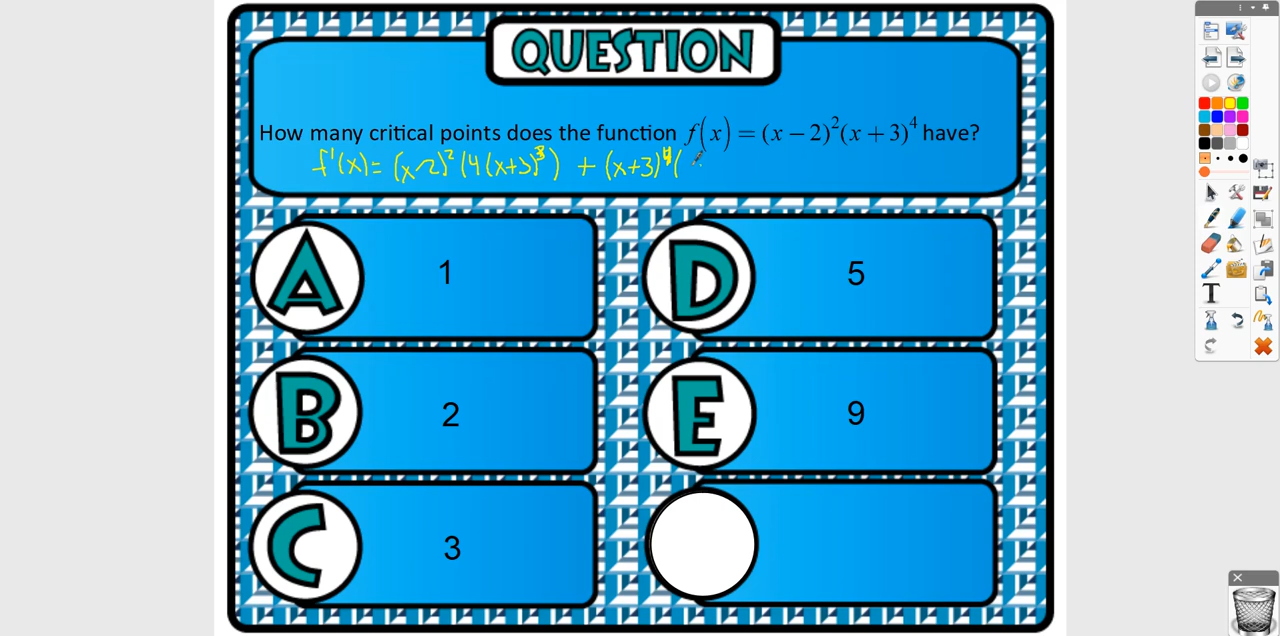 QUESTION
How many critical points does the function f(x) = (x − 2)²(x + 3)⁴ have?
f'(x) = (x-2)² (4(x+3)³) + (x+3)⁴(
A 1
D 5
B 2
E 9
C 3
T